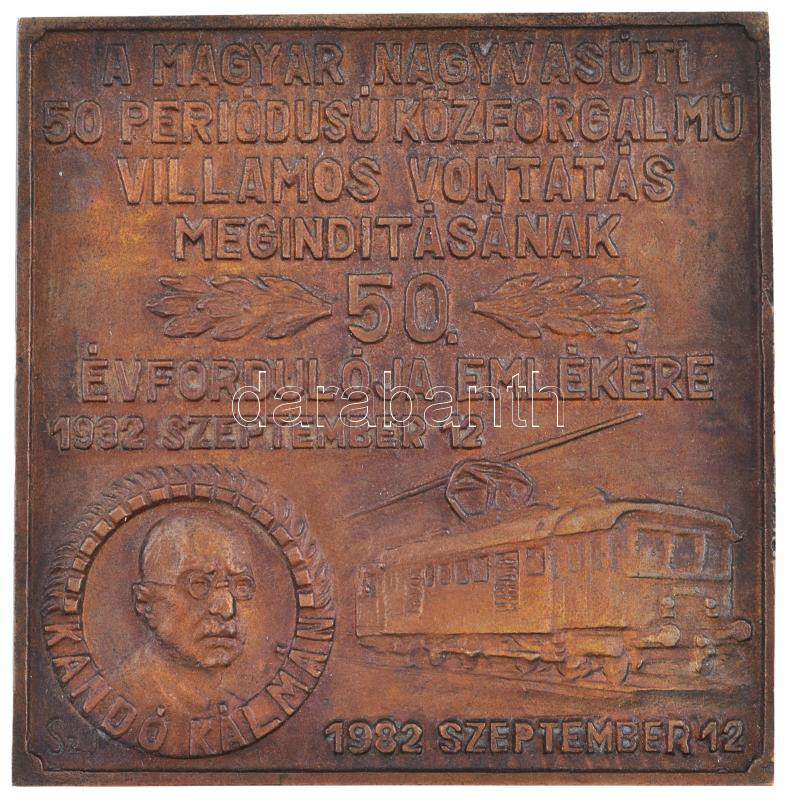 A MAGYAR NAGYVASÚTI
50 PERIÓDUSÚ KÖZFORGALMÚ
VILLAMOS VONTATÁS
MEGINDITÁSÁNAK
50.
ÉVFORDULÓJA EMLÉKÉRE
darabanth
1932 SZEPTEMBER 12
KANDÓ KÁLMÁN
1982 SZEPTEMBER 12